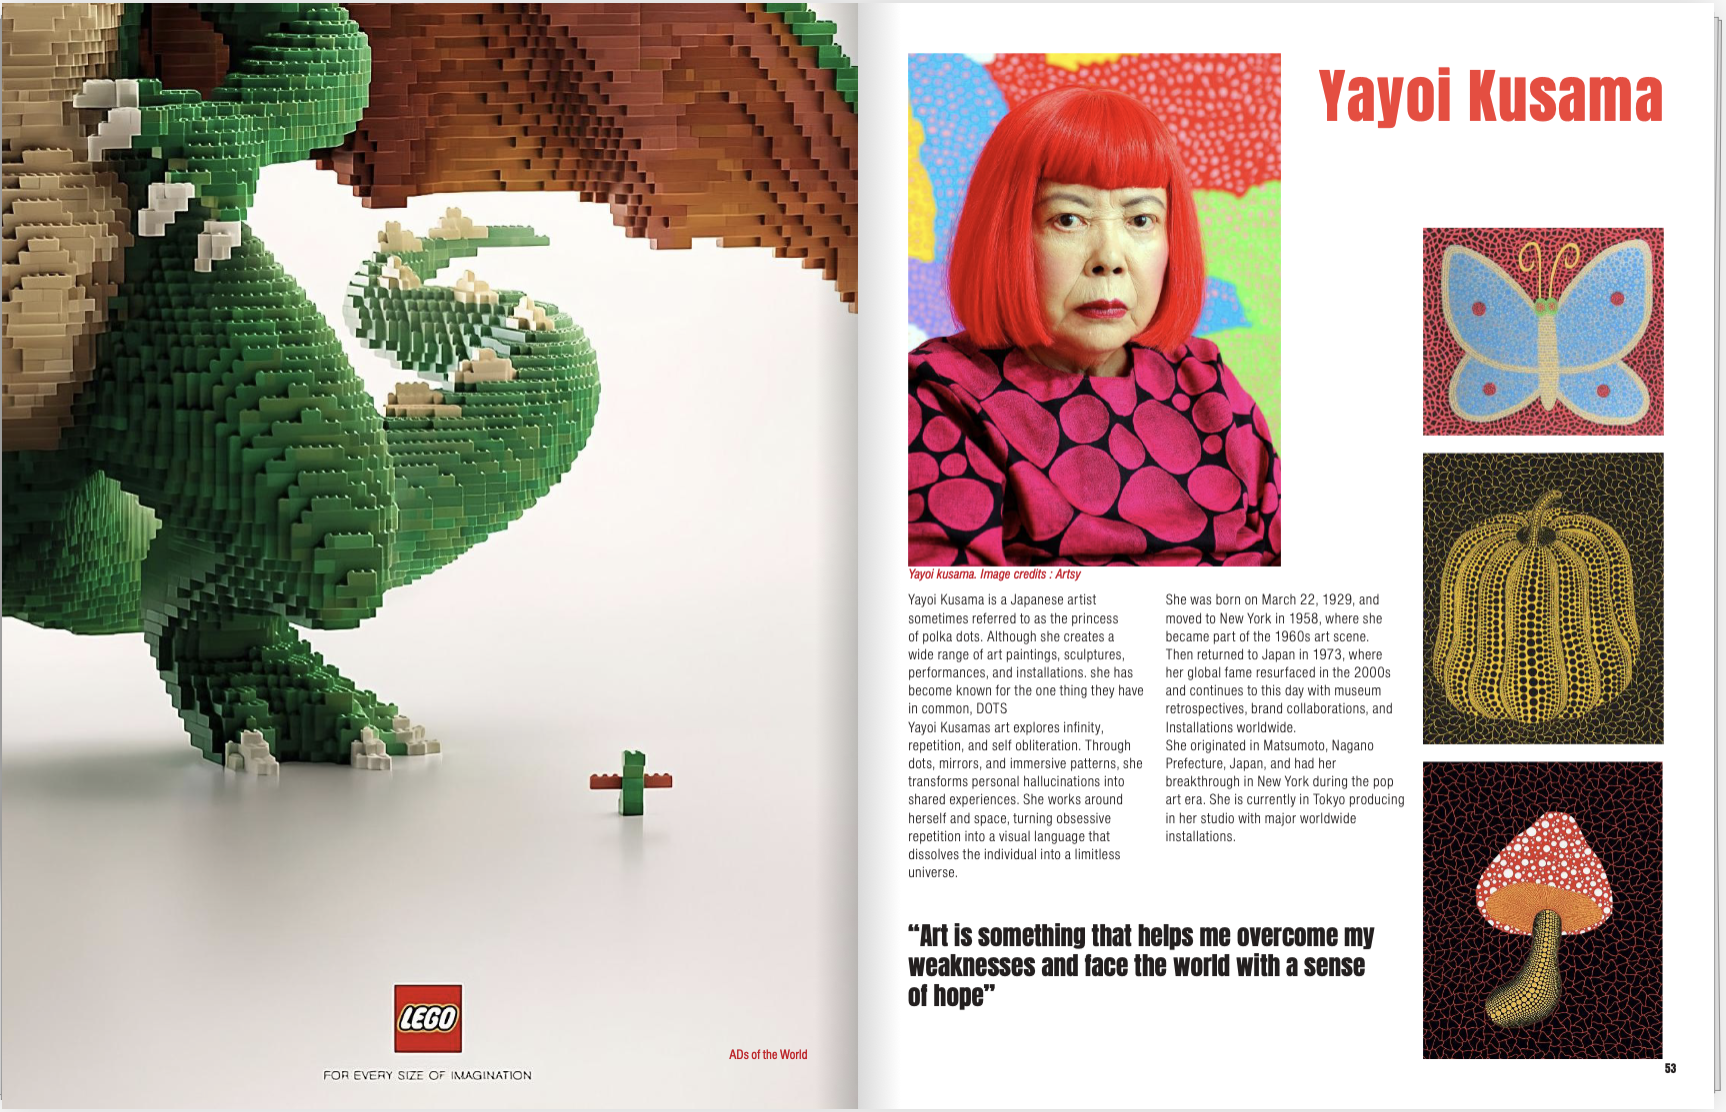 LEGO
FOR EVERY SIZE OF IMAGINATION
ADs of the World
Yayoi Kusama
Yayoi kusama. Image credits : Artsy
Yayoi Kusama is a Japanese artist
sometimes referred to as the princess
of polka dots. Although she creates a
wide range of art paintings, sculptures,
performances, and installations. she has
become known for the one thing they have
in common, DOTS
Yayoi Kusamas art explores infinity,
repetition, and self obliteration. Through
dots, mirrors, and immersive patterns, she
transforms personal hallucinations into
shared experiences. She works around
herself and space, turning obsessive
repetition into a visual language that
dissolves the individual into a limitless
universe.
She was born on March 22, 1929, and
moved to New York in 1958, where she
became part of the 1960s art scene.
Then returned to Japan in 1973, where
her global fame resurfaced in the 2000s
and continues to this day with museum
retrospectives, brand collaborations, and
Installations worldwide.
She originated in Matsumoto, Nagano
Prefecture, Japan, and had her
breakthrough in New York during the pop
art era. She is currently in Tokyo producing
in her studio with major worldwide
installations.
“Art is something that helps me overcome my
weaknesses and face the world with a sense
of hope”
53